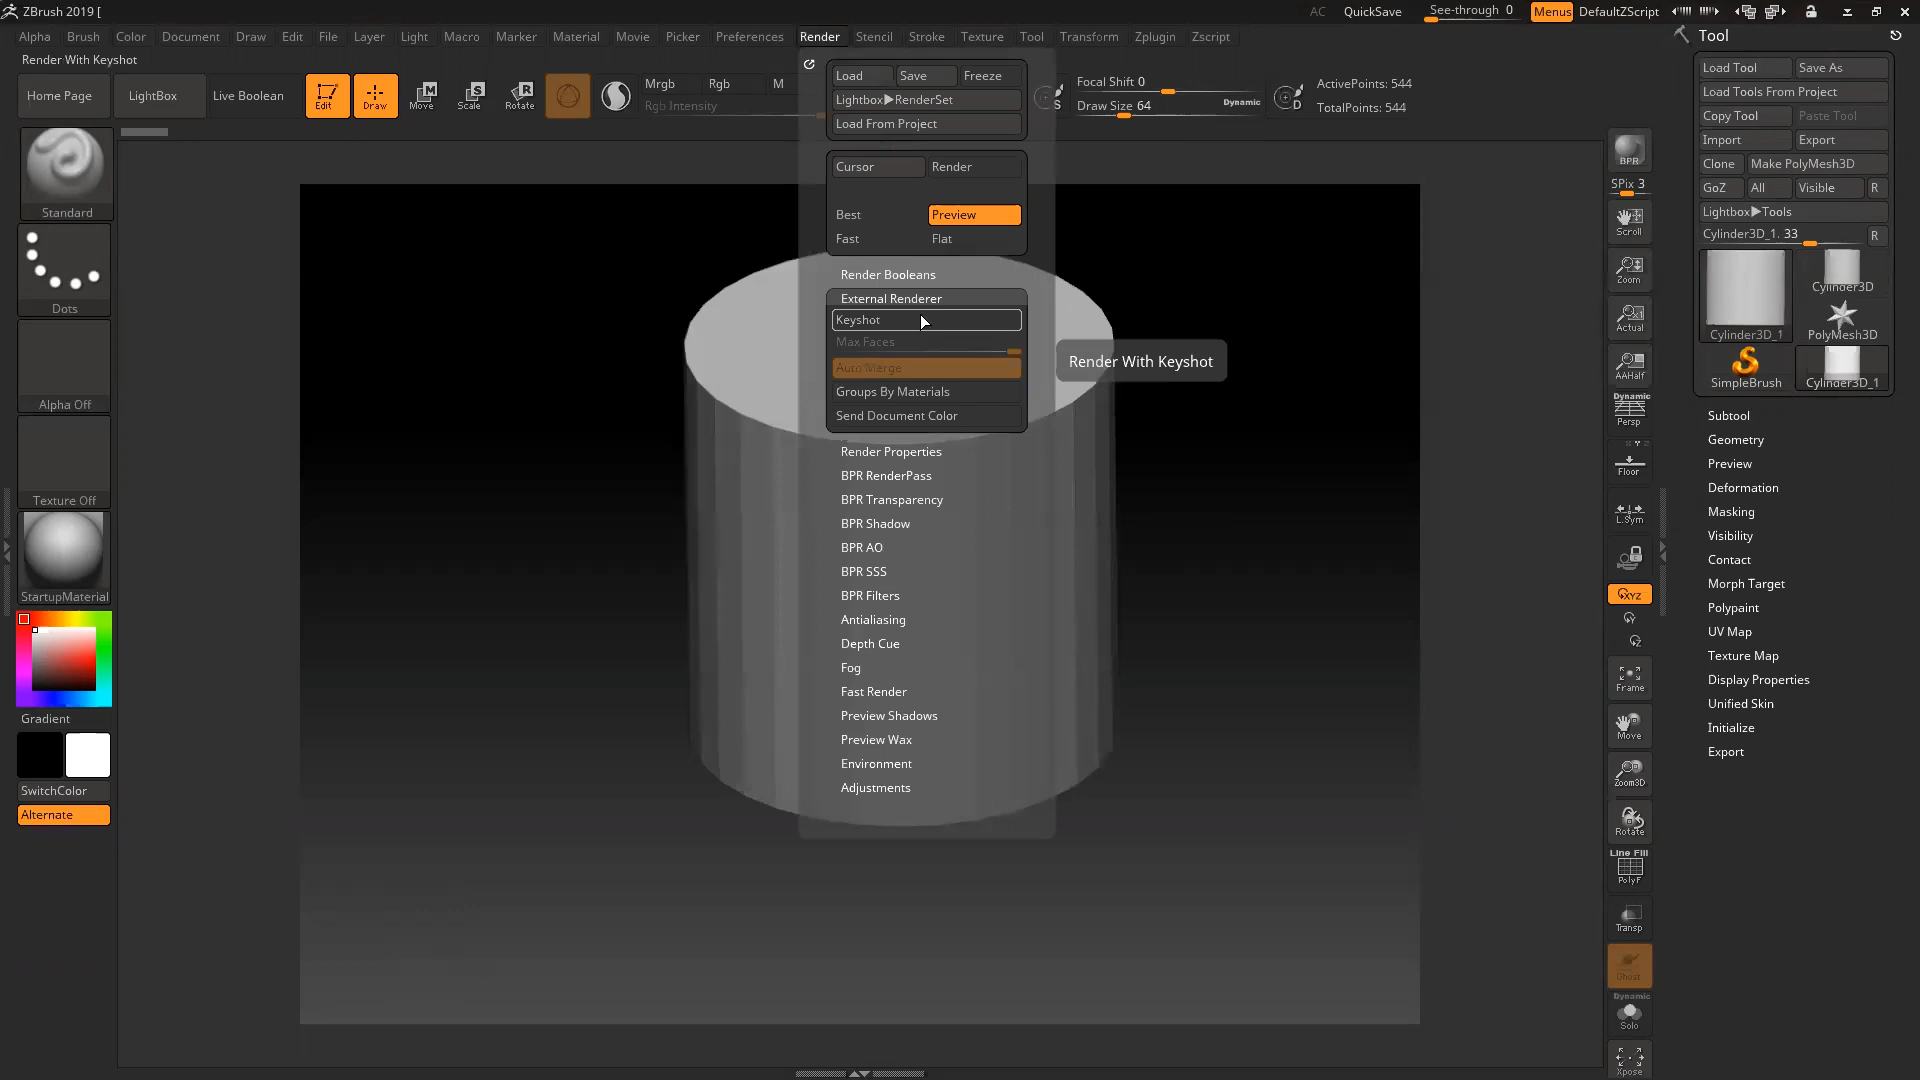 ZBrush 2019 [
AC QuickSave See-through 0 Menus DefaultZScript
Alpha Brush Color Document Draw Edit File Layer Light Macro Marker Material Movie Picker Preferences Render Stencil Stroke Texture Tool Transform Zplugin Zscript
Render With Keyshot
Home Page LightBox Live Boolean Edit Draw Move Scale Rotate
Mrgb Rgb M
Rgb Intensity
S
Focal Shift 0
Draw Size 64
Dynamic
D
ActivePoints: 544
TotalPoints: 544
Standard
Dots
Alpha Off
Texture Off
StartupMaterial
Gradient
SwitchColor
Alternate
Load Save Freeze
Lightbox▶RenderSet
Load From Project
Cursor Render
Best Preview
Fast Flat
Render Booleans
External Renderer
Keyshot
Max Faces
Auto Merge
Groups By Materials
Send Document Color
Render Properties
BPR RenderPass
BPR Transparency
BPR Shadow
BPR AO
BPR SSS
BPR Filters
Antialiasing
Depth Cue
Fog
Fast Render
Preview Shadows
Preview Wax
Environment
Adjustments
Render With Keyshot
BPR
SPix 3
Scroll
Zoom
Actual
AAHalf
Dynamic
Persp
Floor
L.Sym
XYZ
Y
Z
Frame
Move
Zoom3D
Rotate
Line Fill
PolyF
Transp
Ghost
Dynamic
Solo
Xpose
Tool
Load Tool Save As
Load Tools From Project
Copy Tool Paste Tool
Import Export
Clone Make PolyMesh3D
GoZ All Visible R
Lightbox▶Tools
Cylinder3D_1. 33 R
Cylinder3D_1
Cylinder3D
PolyMesh3D
SimpleBrush
Cylinder3D_1
Subtool
Geometry
Preview
Deformation
Masking
Visibility
Contact
Morph Target
Polypaint
UV Map
Texture Map
Display Properties
Unified Skin
Initialize
Export